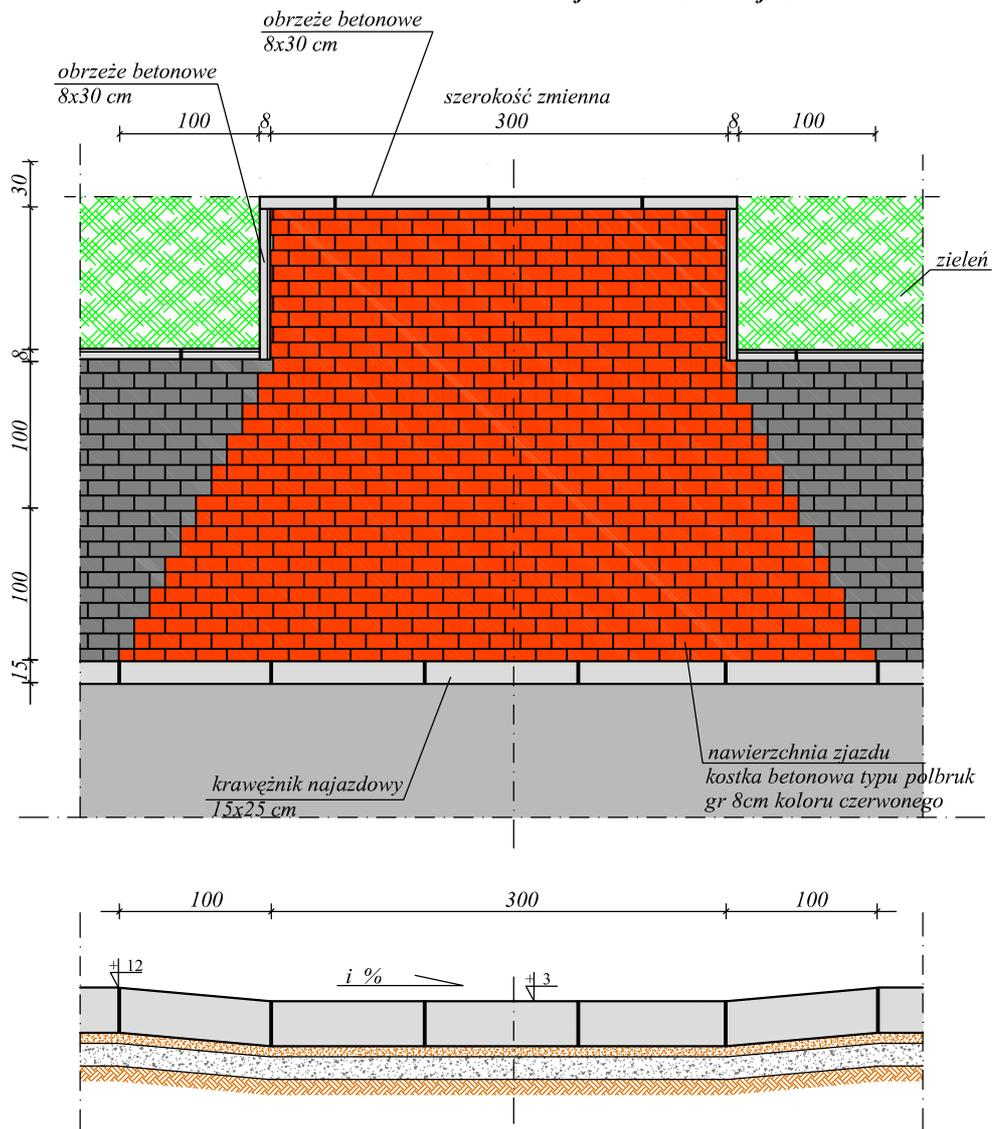 obrzeże betonowe
8x30 cm
obrzeże betonowe
8x30 cm
szerokość zmienna
100
8
300
8
100
30
zieleń
8
100
100
15
nawierzchnia zjazdu
kostka betonowa typu polbruk
gr 8cm koloru czerwonego
krawężnik najazdowy
15x25 cm
100
300
100
+ 12
i %
+ 3